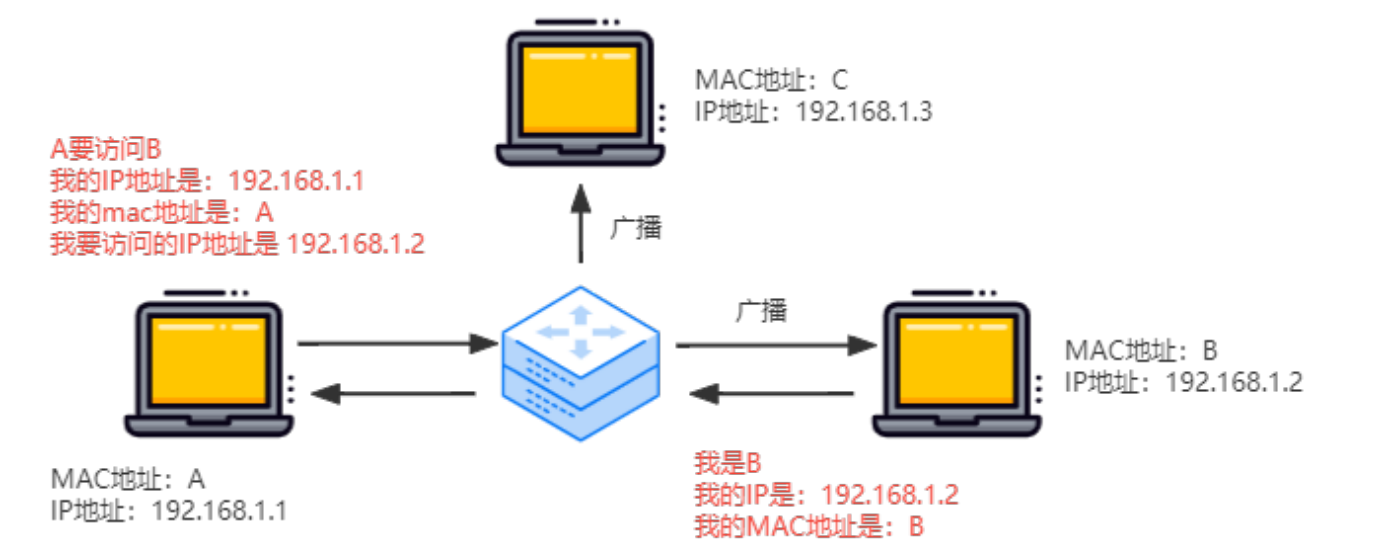 MAC地址：C
IP地址：192.168.1.3
A要访问B
我的IP地址是：192.168.1.1
我的mac地址是：A
我要访问的IP地址是 192.168.1.2
广播
广播
MAC地址：B
IP地址：192.168.1.2
MAC地址：A
IP地址：192.168.1.1
我是B
我的IP是：192.168.1.2
我的MAC地址是：B